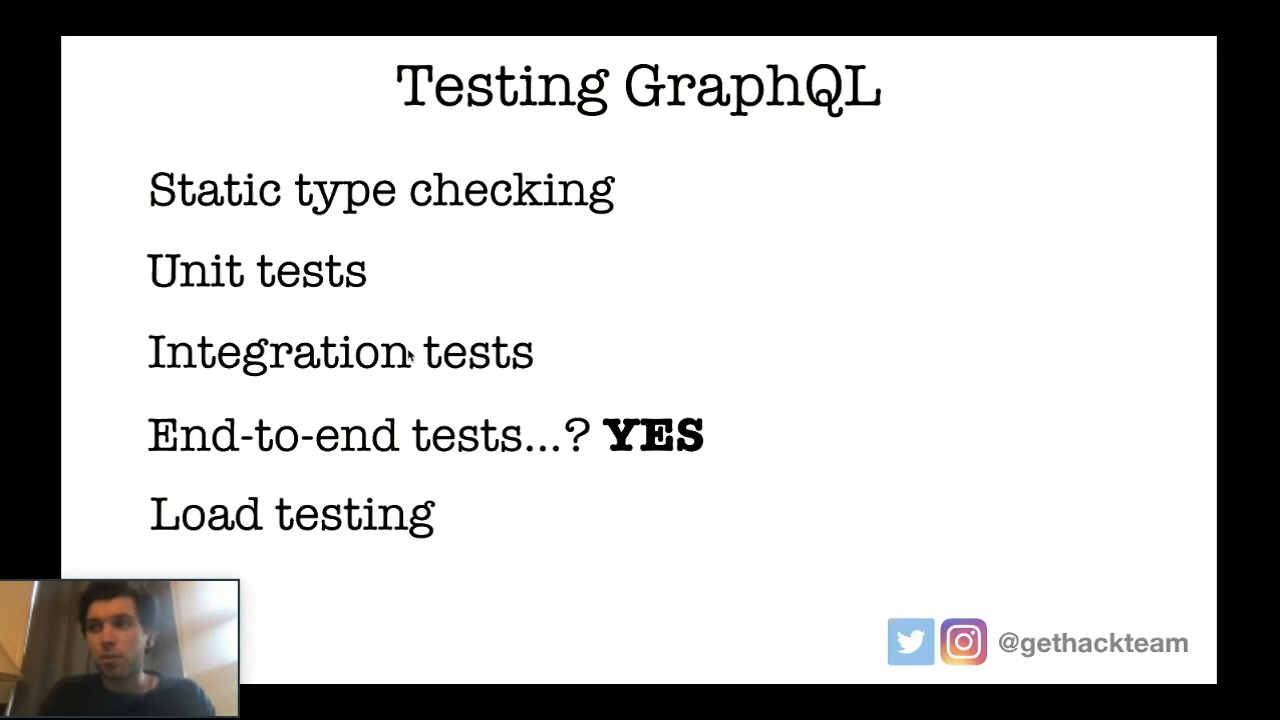 Testing GraphQL
Static type checking
Unit tests
Integration tests
End-to-end tests...? YES
Load testing
@gethackteam